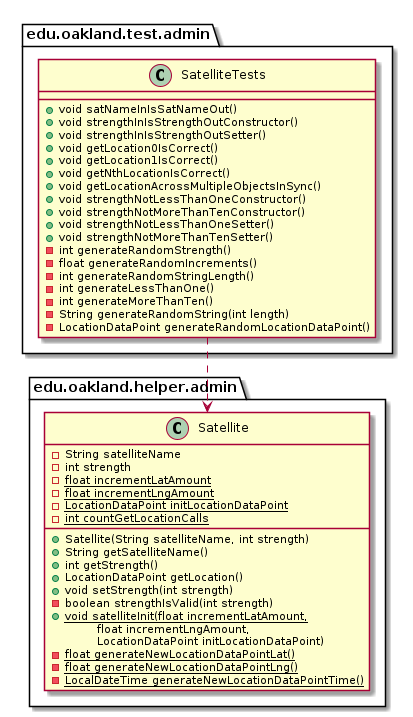 edu.oakland.test.admin
C SatelliteTests
void satNameInIsSatNameOut()
void strengthInIsStrengthOutConstructor()
void strengthInIsStrengthOutSetter()
void getLocation0IsCorrect()
void getLocation1IsCorrect()
void getNthLocationIsCorrect()
void getLocationAcrossMultipleObjectsInSync()
void strengthNotLessThanOneConstructor()
void strengthNotMoreThanTenConstructor()
void strengthNotLessThanOneSetter()
void strengthNotMoreThanTenSetter()
int generateRandomStrength()
float generateRandomIncrements()
int generateRandomStringLength()
int generateLessThanOne()
int generateMoreThanTen()
String generateRandomString(int length)
LocationDataPoint generateRandomLocationDataPoint()
edu.oakland.helper.admin
C Satellite
String satelliteName
int strength
float incrementLatAmount
float incrementLngAmount
LocationDataPoint initLocationDataPoint
int countGetLocationCalls
Satellite(String satelliteName, int strength)
String getSatelliteName()
int getStrength()
LocationDataPoint getLocation()
void setStrength(int strength)
boolean strengthIsValid(int strength)
void satelliteInit(float incrementLatAmount,
float incrementLngAmount,
LocationDataPoint initLocationDataPoint)
float generateNewLocationDataPointLat()
float generateNewLocationDataPointLng()
LocalDateTime generateNewLocationDataPointTime()